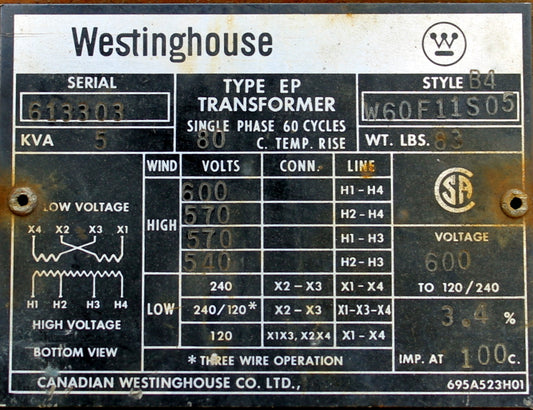 Westinghouse
W
SERIAL
613303
TYPE EP
TRANSFORMER
SINGLE PHASE 60 CYCLES
80 C. TEMP. RISE
STYLE B4
W60F11S05
KVA 5
WT. LBS. 83
WIND VOLTS CONN. LINE
HIGH
600 H1 - H4
570 H2 - H4
570 H1 - H3
540 H2 - H3
LOW
240 X2 - X3 X1 - X4
240/120* X2 - X3 X1-X3-X4
120 X1X3, X2X4 X1 - X4
* THREE WIRE OPERATION
LOW VOLTAGE
X4 X2 X3 X1
H1 H2 H3 H4
HIGH VOLTAGE
BOTTOM VIEW
CSA
VOLTAGE
600
TO 120/240
3.4 %
IMP. AT 100 C.
CANADIAN WESTINGHOUSE CO. LTD.,
695A523H01